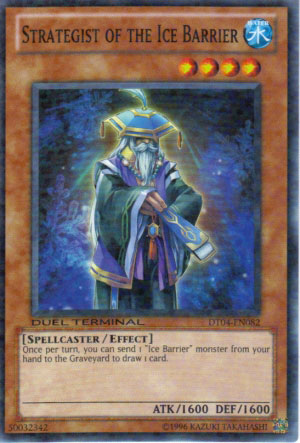 STRATEGIST OF THE ICE BARRIER
WATER
水
DUEL TERMINAL
DT04-EN082
[SPELLCASTER / EFFECT]
Once per turn, you can send 1 "Ice Barrier" monster from your
hand to the Graveyard to draw 1 card.
ATK/1600 DEF/1600
50032342
©1996 KAZUKI TAKAHASHI